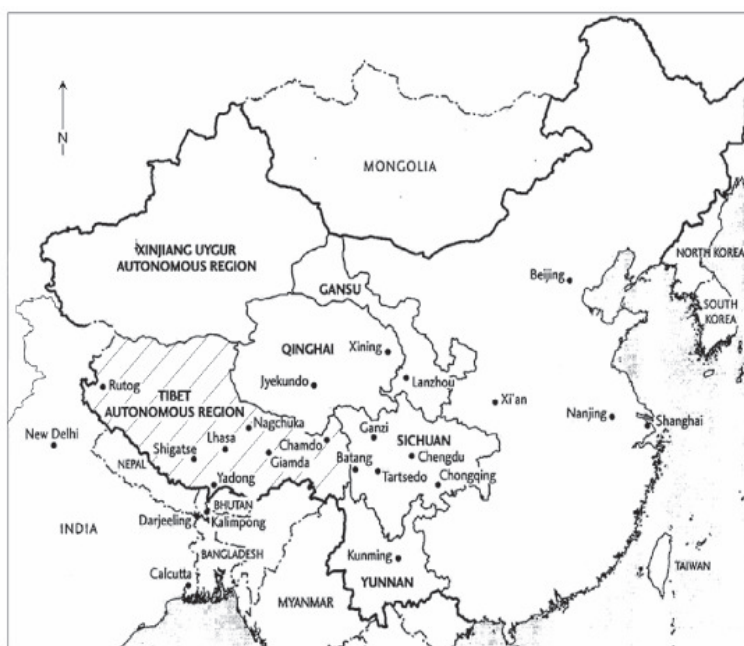 N
MONGOLIA
XINJIANG UYGUR
AUTONOMOUS REGION
GANSU
Beijing
NORTH KOREA
SOUTH
KOREA
QINGHAI
Xining
Jyekundo
Lanzhou
Rutog
TIBET
AUTONOMOUS REGION
Xi'an
Nanjing
Shanghai
New Delhi
Nagchuka
Lhasa
Shigatse
Chamdo
Giamda
Ganzi
SICHUAN
Chengdu
Batang
Tartsedo
Chongqing
NEPAL
Yadong
BHUTAN
Darjeeling
Kalimpong
INDIA
BANGLADESH
Calcutta
MYANMAR
Kunming
YUNNAN
TAIWAN